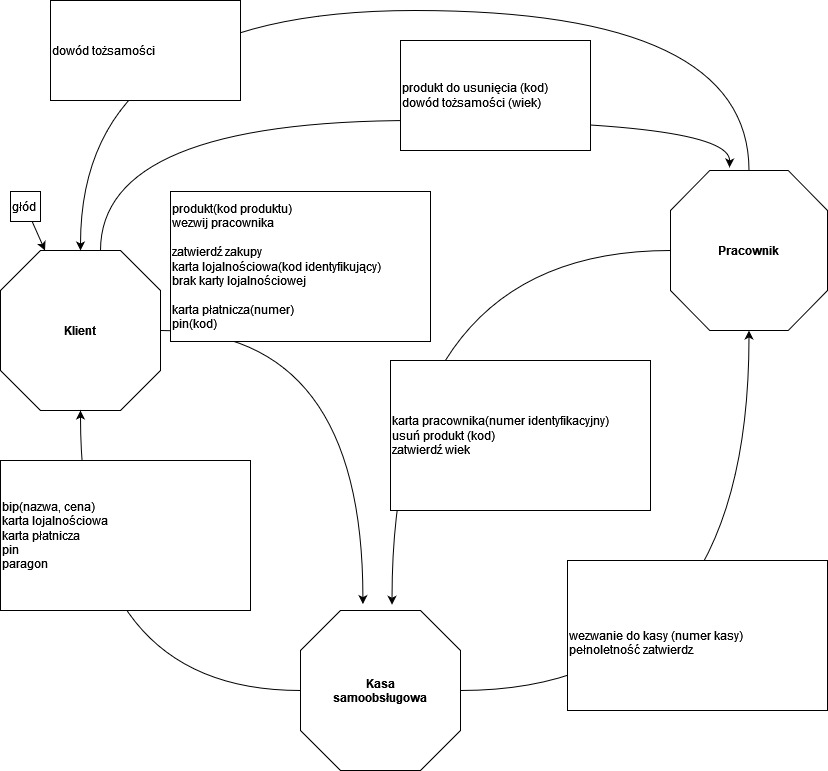 dowód tożsamości
produkt do usunięcia (kod)
dowód tożsamości (wiek)
głód
produkt(kod produktu)
wezwij pracownika
zatwierdź zakupy
karta lojalnościowa(kod identyfikujący)
brak karty lojalnościowej
karta płatnicza(numer)
pin(kod)
Pracownik
Klient
karta pracownika(numer identyfikacyjny)
usuń produkt (kod)
zatwierdź wiek
bip(nazwa, cena)
karta lojalnościowa
karta płatnicza
pin
paragon
wezwanie do kasy (numer kasy)
pełnoletność zatwierdz
Kasa
samoobsługowa